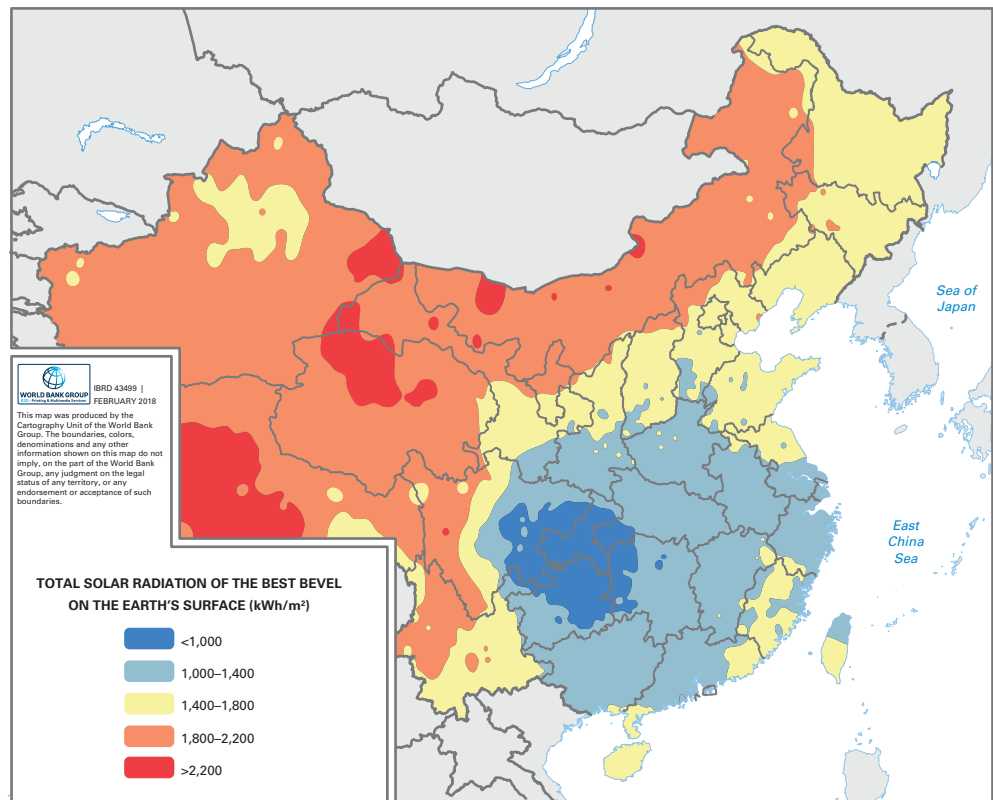 Sea of
Japan
WORLD BANK GROUP
IBRD 43499 |
FEBRUARY 2018
This map was produced by the
Cartography Unit of the World Bank
Group. The boundaries, colors,
denominations and any other
information shown on this map do not
imply, on the part of the World Bank
Group, any judgment on the legal
status of any territory, or any
endorsement or acceptance of such
boundaries.
East
China
Sea
TOTAL SOLAR RADIATION OF THE BEST BEVEL
ON THE EARTH'S SURFACE (kWh/m²)
<1,000
1,000–1,400
1,400–1,800
1,800–2,200
>2,200